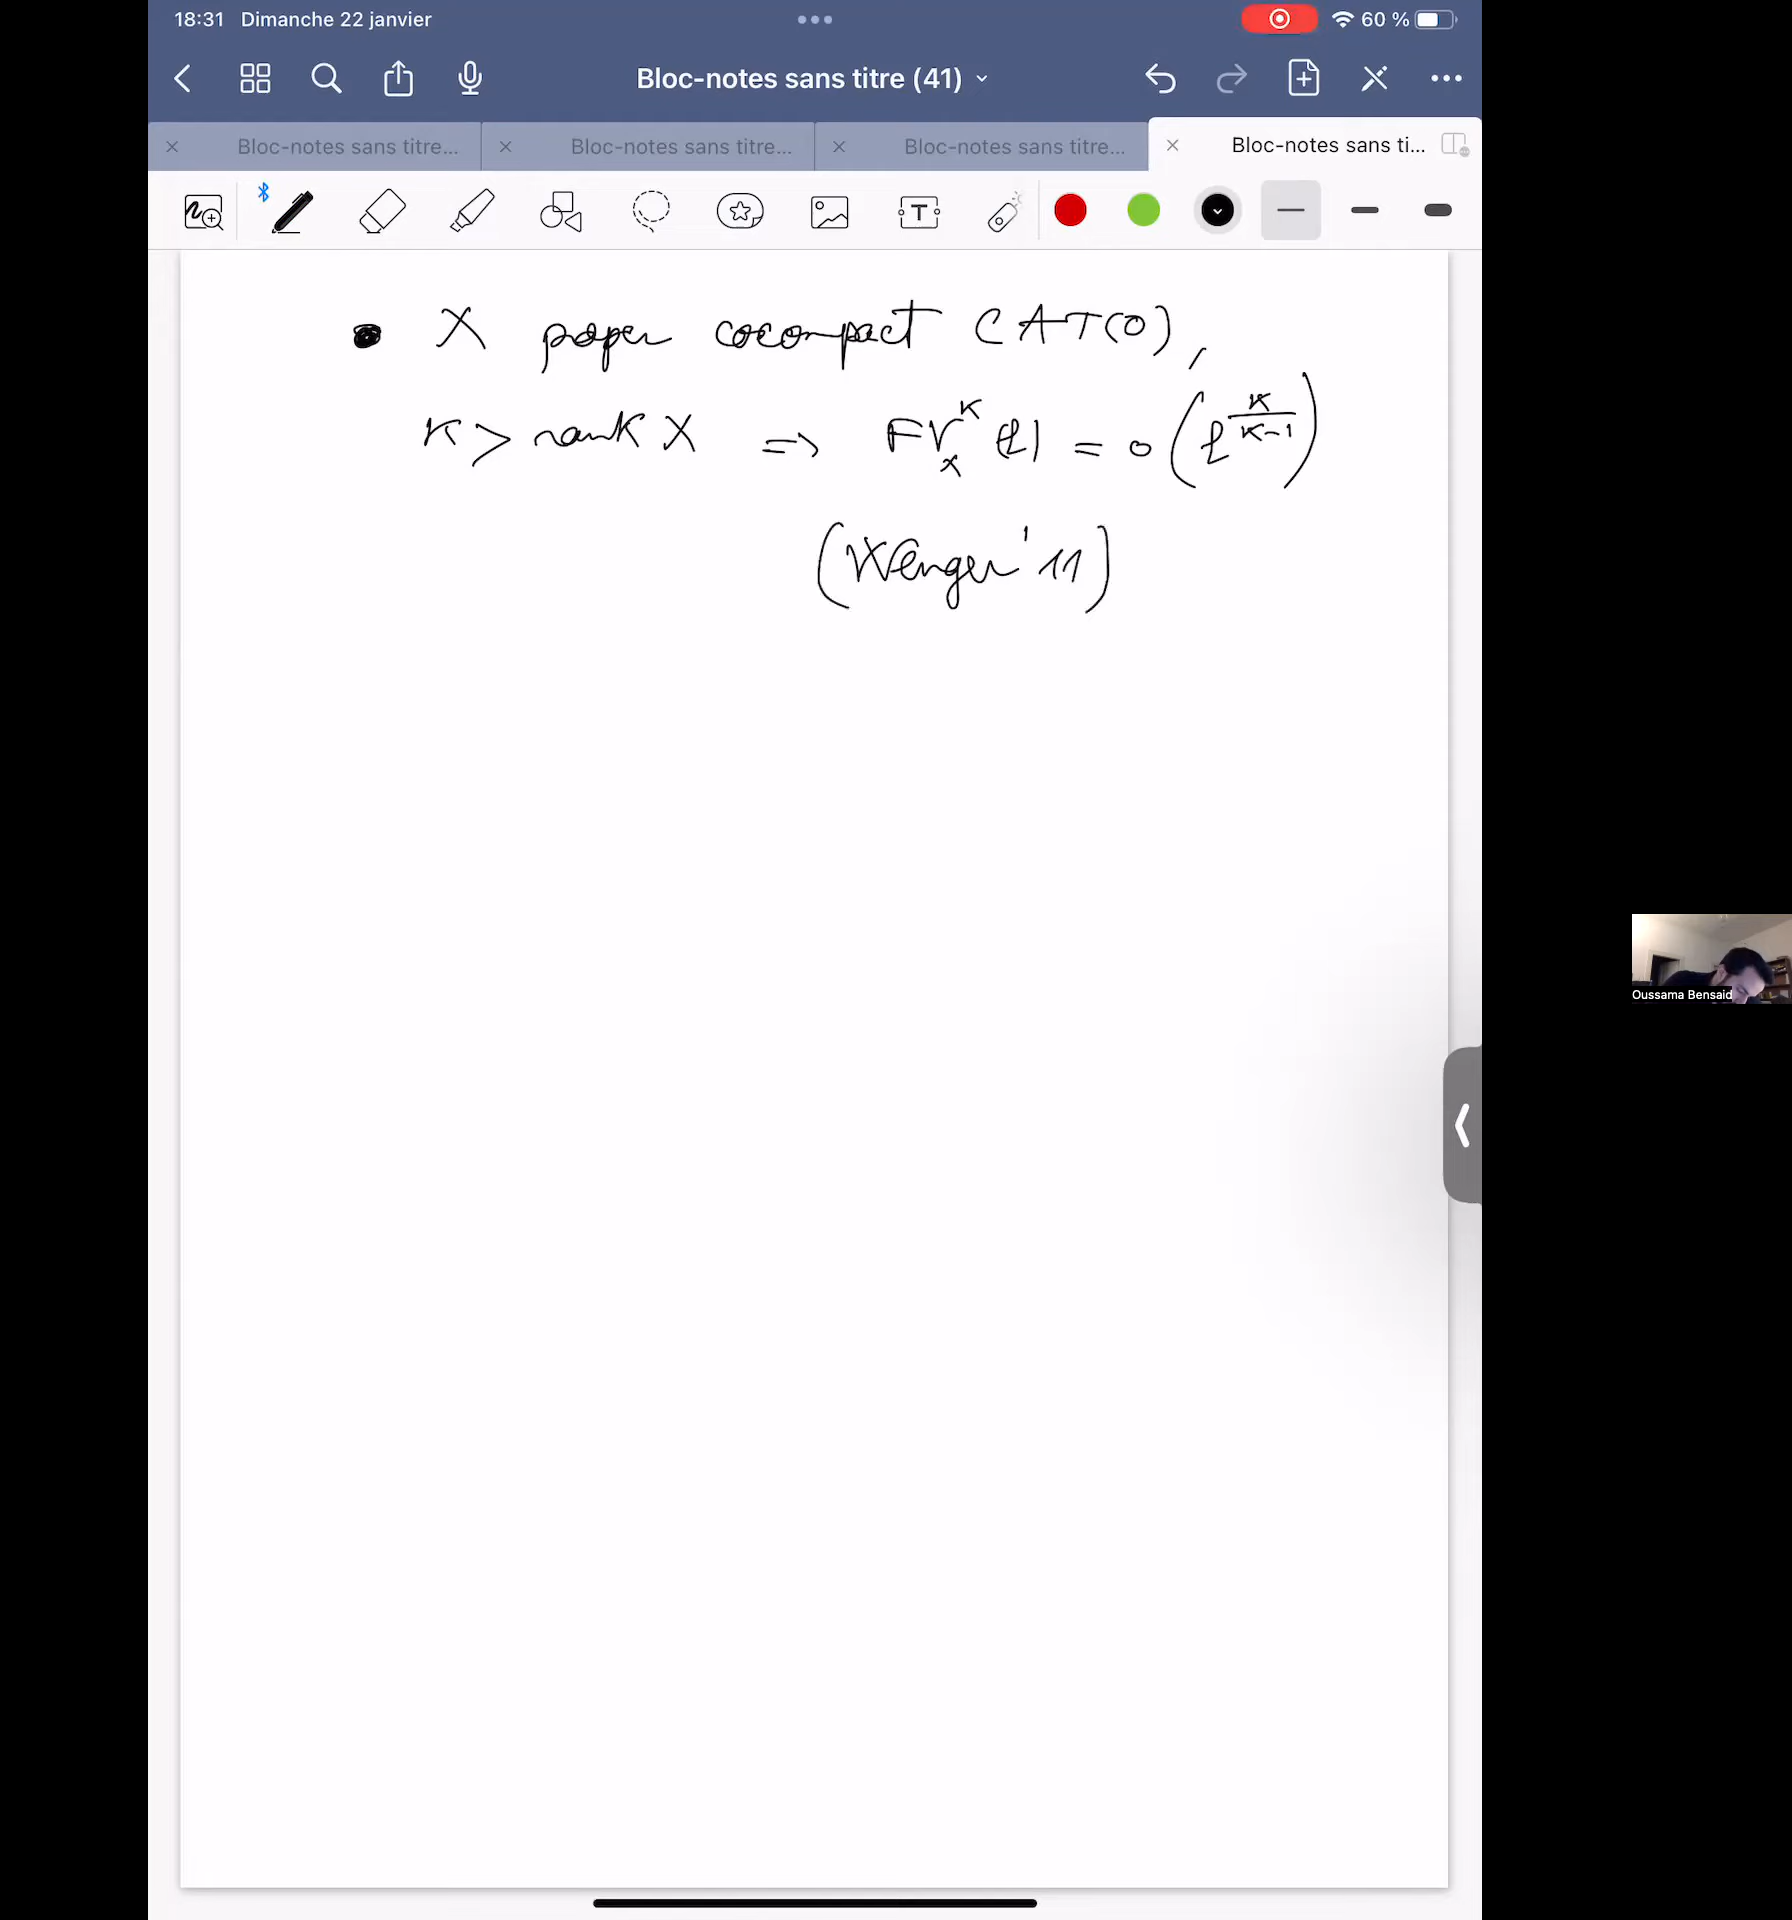 18:31 Dimanche 22 janvier
60 %
Bloc-notes sans titre (41)
Bloc-notes sans titre...
Bloc-notes sans titre...
Bloc-notes sans titre...
Bloc-notes sans ti...
T
• X proper cocompact CAT(0),
K > rank X ⇒ FV_X^K (ℓ) = o(ℓ^{K/(K-1)})
(Wenger '11)
Oussama Bensaid